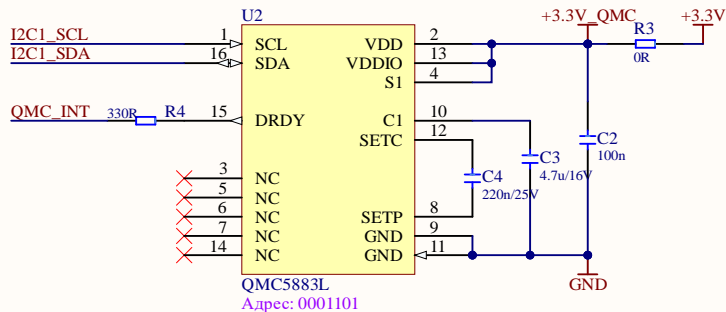 U2
+3.3V_QMC
+3.3V
I2C1_SCL 1 SCL VDD 2 R3
I2C1_SDA 16 SDA VDDIO 13 0R
S1 4
QMC_INT 330R R4 15 DRDY C1 10
SETC 12
C2
100n
C3
4.7u/16V
C4
220n/25V
3 NC
5 NC
6 NC SETP 8
7 NC GND 9
14 NC GND 11
QMC5883L GND
Адрес: 0001101